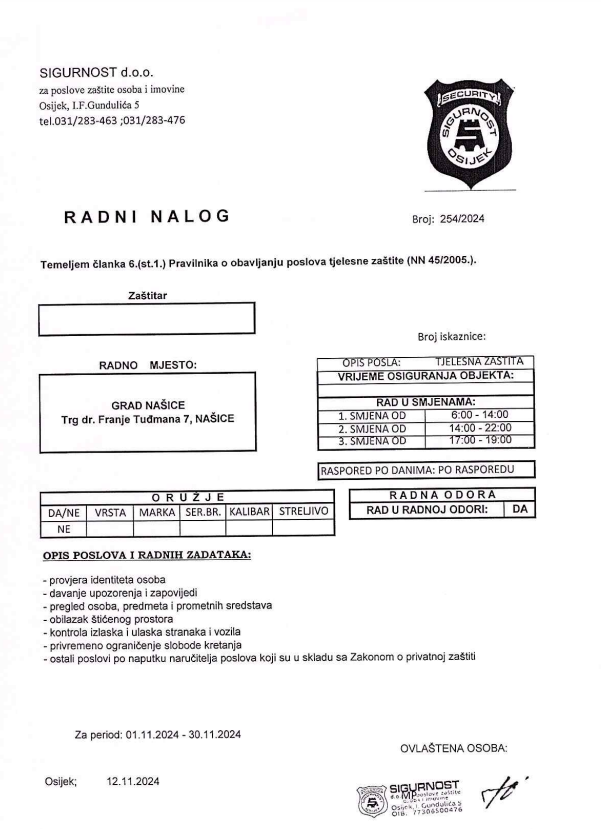 SIGURNOST d.o.o.
za poslove zaštite osoba i imovine
Osijek, I.F.Gundulića 5
tel.031/283-463 ;031/283-476
SECURITY
SIGURNOST
OSIJEK
RADNI NALOG
Broj: 254/2024
Temeljem članka 6.(st.1.) Pravilnika o obavljanju poslova tjelesne zaštite (NN 45/2005.).
Zaštitar
Broj iskaznice:
RADNO MJESTO:
GRAD NAŠICE
Trg dr. Franje Tuđmana 7, NAŠICE
OPIS POSLA: TJELESNA ZAŠTITA
VRIJEME OSIGURANJA OBJEKTA:
RAD U SMJENAMA:
1. SMJENA OD 6:00 - 14:00
2. SMJENA OD 14:00 - 22:00
3. SMJENA OD 17:00 - 19:00
RASPORED PO DANIMA: PO RASPOREDU
ORUŽJE
DA/NE VRSTA MARKA SER.BR. KALIBAR STRELJIVO
NE
RADNA ODORA
RAD U RADNOJ ODORI: DA
OPIS POSLOVA I RADNIH ZADATAKA:
- provjera identiteta osoba
- davanje upozorenja i zapovijedi
- pregled osoba, predmeta i prometnih sredstava
- obilazak štićenog prostora
- kontrola izlaska i ulaska stranaka i vozila
- privremeno ograničenje slobode kretanja
- ostali poslovi po naputku naručitelja poslova koji su u skladu sa Zakonom o privatnoj zaštiti
Za period: 01.11.2024 - 30.11.2024
OVLAŠTENA OSOBA:
Osijek; 12.11.2024
SIGURNOST
d.o.o. MP poslove zaštite
osoba i imovine
Osijek, I. Gundulića 5
OIB. 77306500476